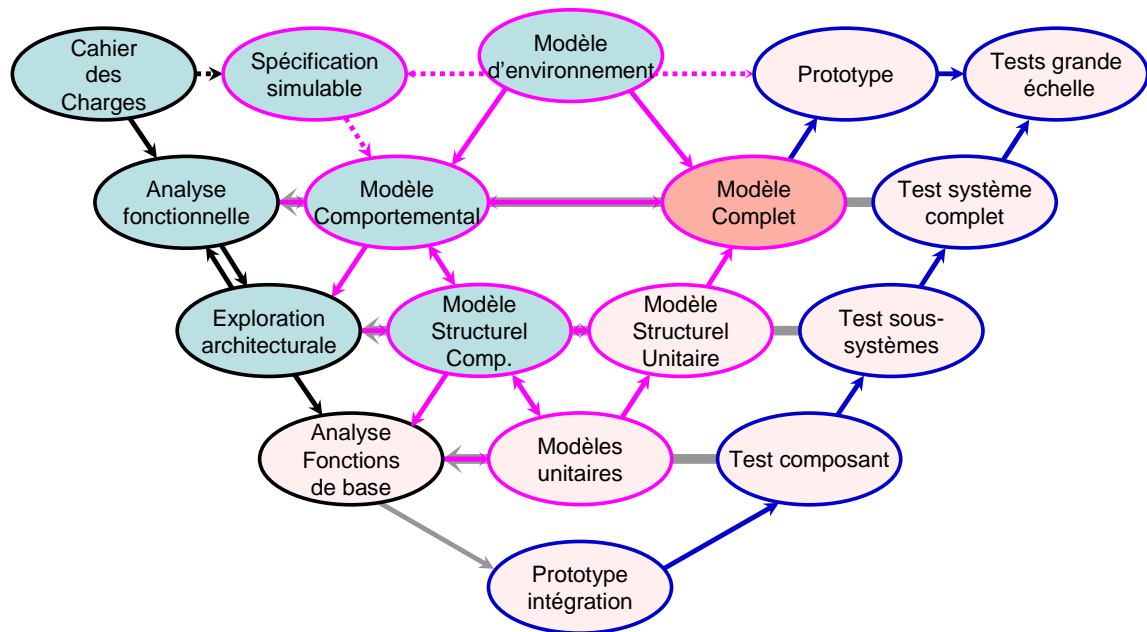 Cahier
des
Charges
Spécification
simulable
Modèle
d'environnement
Prototype
Tests grande
échelle
Analyse
fonctionnelle
Modèle
Comportemental
Modèle
Complet
Test système
complet
Exploration
architecturale
Modèle
Structurel
Comp.
Modèle
Structurel
Unitaire
Test sous-
systèmes
Analyse
Fonctions
de base
Modèles
unitaires
Test composant
Prototype
intégration